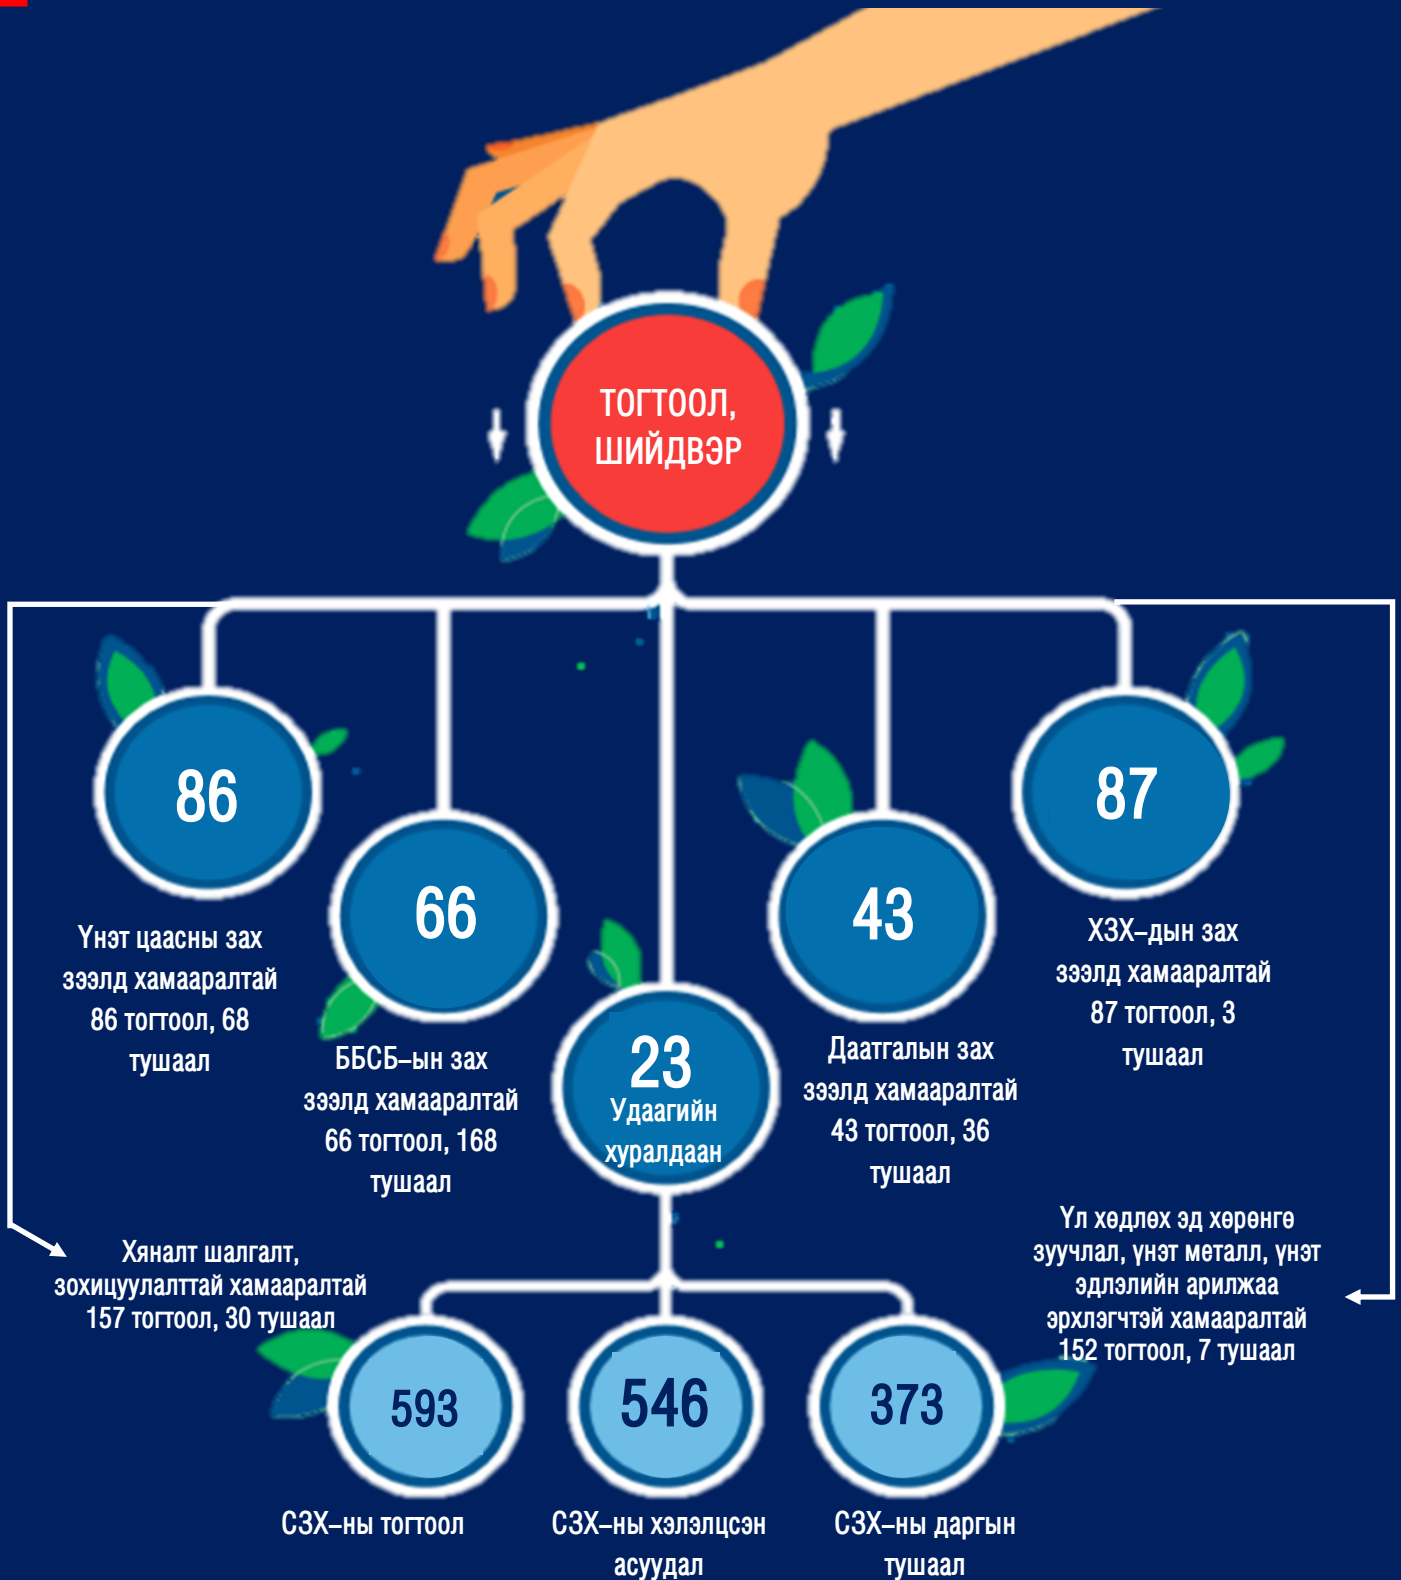 ТОГТООЛ,
ШИЙДВЭР
86
Үнэт цаасны зах
зээлд хамааралтай
86 тогтоол, 68
тушаал
66
ББСБ–ын зах
зээлд хамааралтай
66 тогтоол, 168
тушаал
23
Удаагийн
хуралдаан
43
Даатгалын зах
зээлд хамааралтай
43 тогтоол, 36
тушаал
87
ХЗХ–дын зах
зээлд хамааралтай
87 тогтоол, 3
тушаал
Хяналт шалгалт,
зохицуулалттай хамааралтай
157 тогтоол, 30 тушаал
Үл хөдлөх эд хөрөнгө
зуучлал, үнэт металл, үнэт
эдлэлийн арилжаа
эрхлэгчтэй хамааралтай
152 тогтоол, 7 тушаал
593
СЗХ–ны тогтоол
546
СЗХ–ны хэлэлцсэн
асуудал
373
СЗХ–ны даргын
тушаал